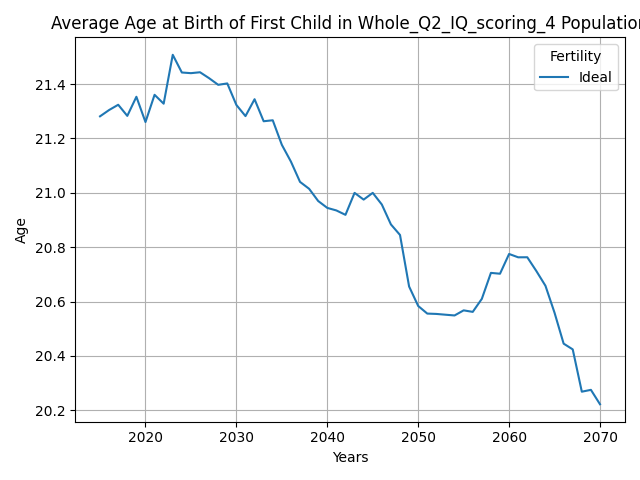 Average Age at Birth of First Child in Whole_Q2_IQ_scoring_4 Population
Fertility
Ideal
21.4
21.2
21.0
20.8
20.6
20.4
20.2
Age
2020 2030 2040 2050 2060 2070
Years